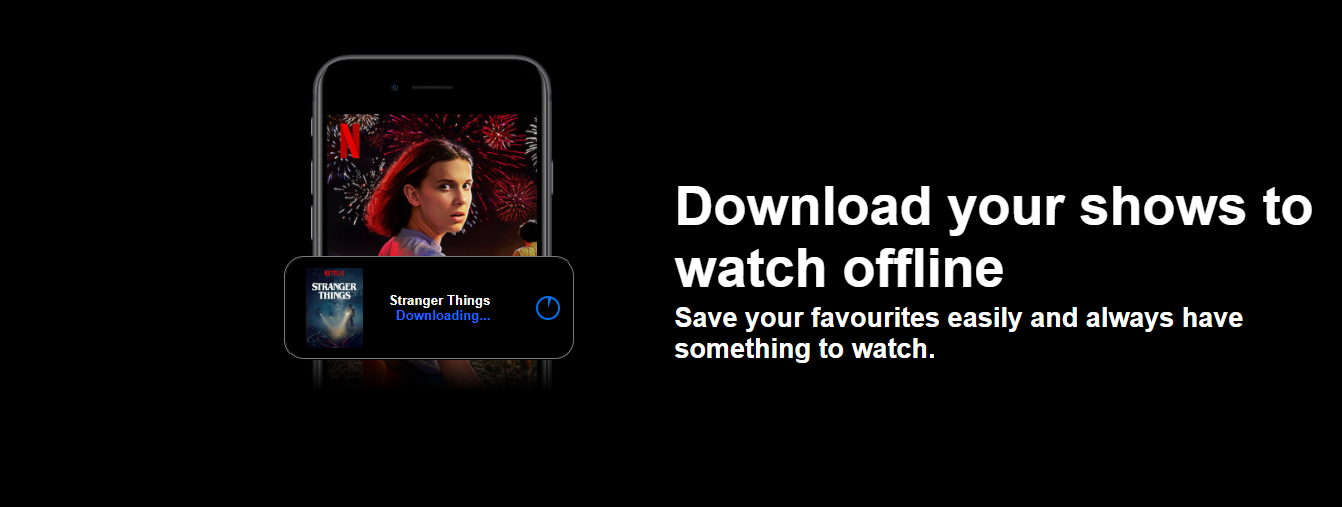 N
NETFLIX
STRANGER
THINGS
Stranger Things
Downloading...
Download your shows to
watch offline
Save your favourites easily and always have
something to watch.